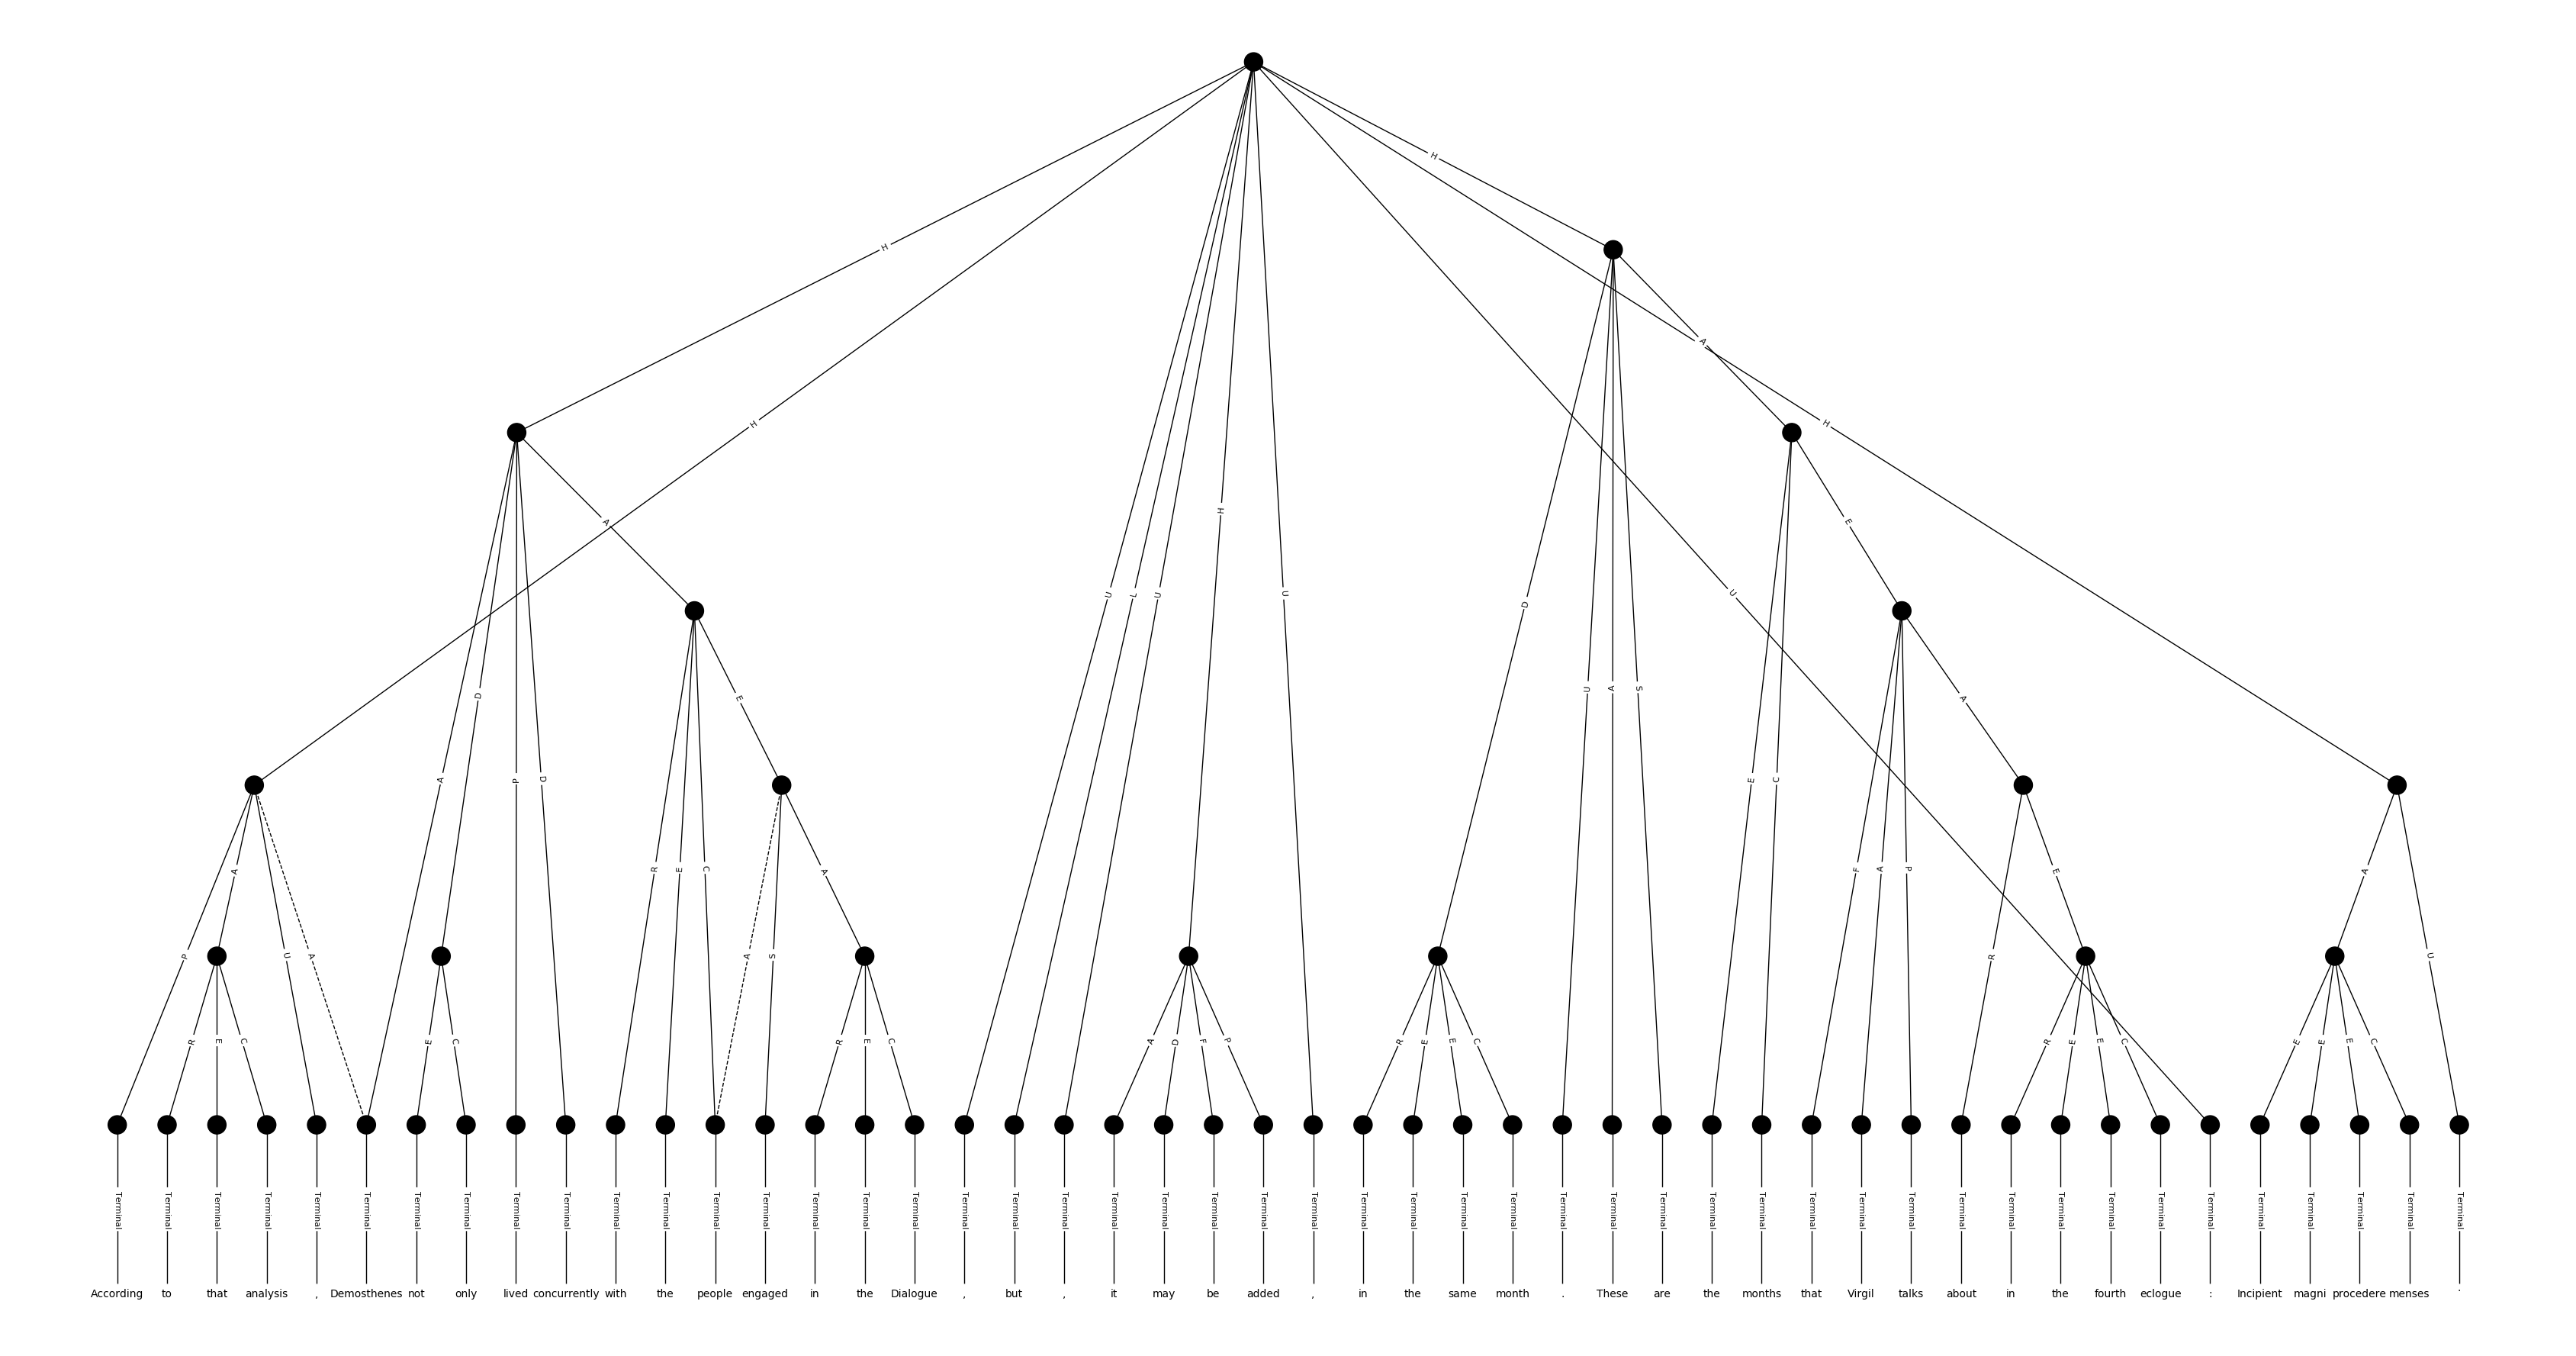 H
H
A
H
H
A
E
H
U
L
U
U
U
D
A
E
D
U
A
S
A
A
P
D
E
C
R
E
C
A
F
A
P
A
E
A
P
U
A
A
S
R
U
R
E
C
E
C
R
E
C
A
D
F
P
R
E
E
C
R
E
E
C
E
E
E
C
Terminal Terminal Terminal Terminal Terminal Terminal Terminal Terminal Terminal Terminal Terminal Terminal Terminal Terminal Terminal Terminal Terminal Terminal Terminal Terminal Terminal Terminal Terminal Terminal Terminal Terminal Terminal Terminal Terminal Terminal Terminal Terminal Terminal Terminal Terminal Terminal Terminal Terminal Terminal Terminal Terminal Terminal Terminal Terminal Terminal Terminal Terminal Terminal
According to that analysis , Demosthenes not only lived concurrently with the people engaged in the Dialogue , but , it may be added , in the same month . These are the months that Virgil talks about in the fourth eclogue : Incipient magni procedere menses .